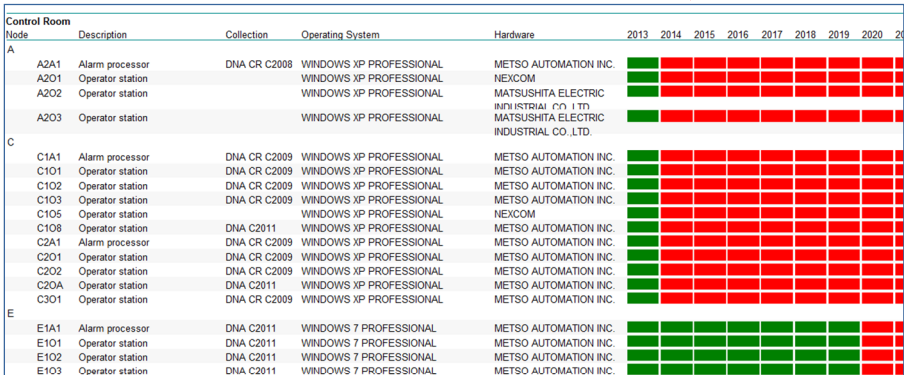 Control Room
Node Description Collection Operating System Hardware 2013 2014 2015 2016 2017 2018 2019 2020
A
A2A1 Alarm processor DNA CR C2008 WINDOWS XP PROFESSIONAL METSO AUTOMATION INC.
A2O1 Operator station WINDOWS XP PROFESSIONAL NEXCOM
A2O2 Operator station WINDOWS XP PROFESSIONAL MATSUSHITA ELECTRIC
INDUSTRIAL CO.,LTD.
A2O3 Operator station WINDOWS XP PROFESSIONAL MATSUSHITA ELECTRIC
INDUSTRIAL CO.,LTD.
C
C1A1 Alarm processor DNA CR C2009 WINDOWS XP PROFESSIONAL METSO AUTOMATION INC.
C1O1 Operator station DNA CR C2009 WINDOWS XP PROFESSIONAL METSO AUTOMATION INC.
C1O2 Operator station DNA CR C2009 WINDOWS XP PROFESSIONAL METSO AUTOMATION INC.
C1O3 Operator station DNA CR C2009 WINDOWS XP PROFESSIONAL METSO AUTOMATION INC.
C1O5 Operator station WINDOWS XP PROFESSIONAL NEXCOM
C1O8 Operator station DNA C2011 WINDOWS XP PROFESSIONAL METSO AUTOMATION INC.
C2A1 Alarm processor DNA CR C2009 WINDOWS XP PROFESSIONAL METSO AUTOMATION INC.
C2O1 Operator station DNA CR C2009 WINDOWS XP PROFESSIONAL METSO AUTOMATION INC.
C2O2 Operator station DNA CR C2009 WINDOWS XP PROFESSIONAL METSO AUTOMATION INC.
C2OA Operator station DNA C2011 WINDOWS XP PROFESSIONAL METSO AUTOMATION INC.
C3O1 Operator station DNA CR C2009 WINDOWS XP PROFESSIONAL METSO AUTOMATION INC.
E
E1A1 Alarm processor DNA C2011 WINDOWS 7 PROFESSIONAL METSO AUTOMATION INC.
E1O1 Operator station DNA C2011 WINDOWS 7 PROFESSIONAL METSO AUTOMATION INC.
E1O2 Operator station DNA C2011 WINDOWS 7 PROFESSIONAL METSO AUTOMATION INC.
E1O3 Operator station DNA C2011 WINDOWS 7 PROFESSIONAL METSO AUTOMATION INC.